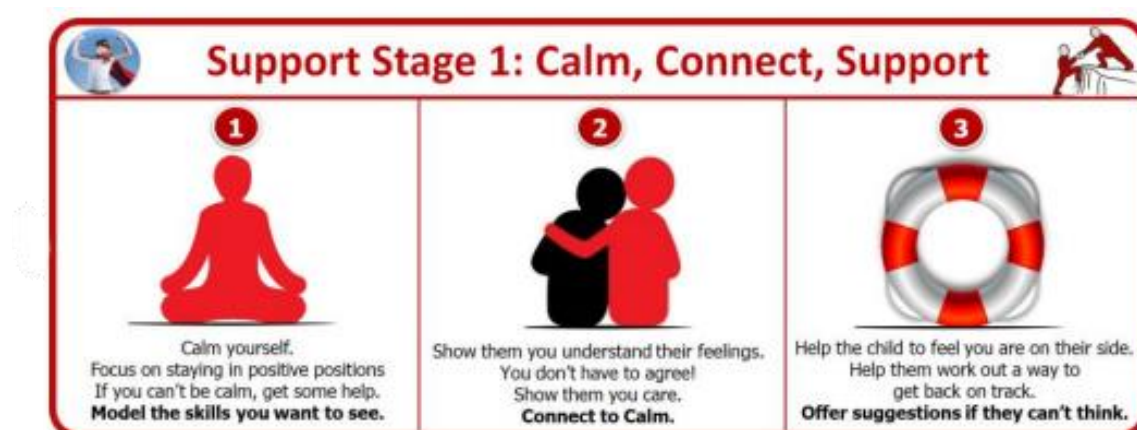 Support Stage 1: Calm, Connect, Support
1
Calm yourself.
Focus on staying in positive positions
If you can't be calm, get some help.
Model the skills you want to see.
2
Show them you understand their feelings.
You don't have to agree!
Show them you care.
Connect to Calm.
3
Help the child to feel you are on their side.
Help them work out a way to
get back on track.
Offer suggestions if they can't think.